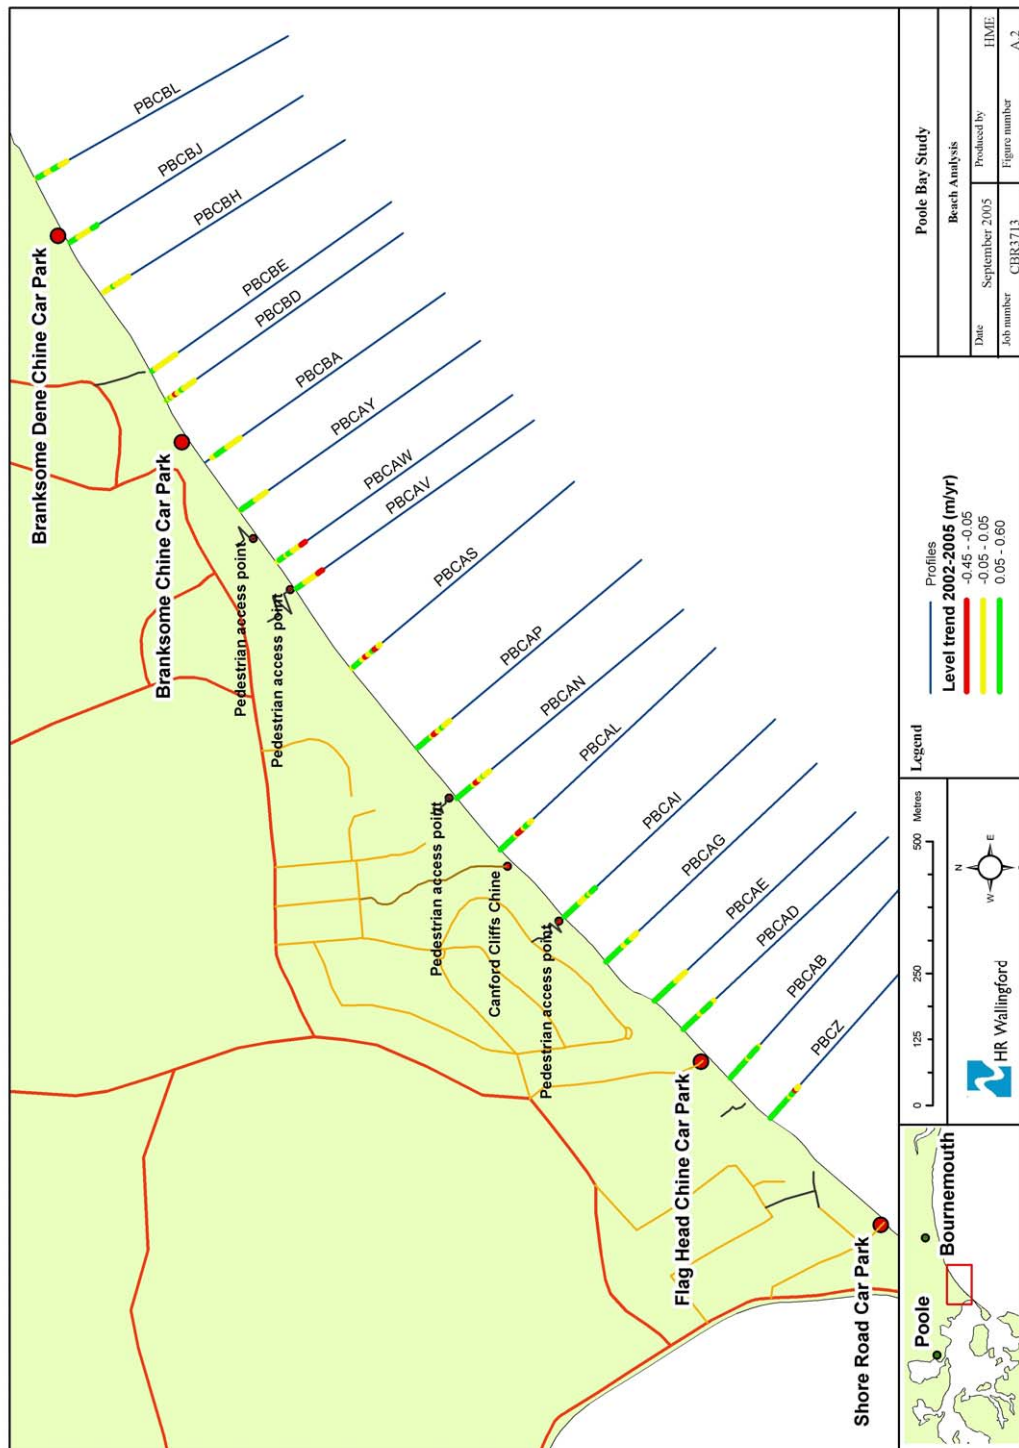 Branksome Dene Chine Car Park
Branksome Chine Car Park
Pedestrian access point
Pedestrian access point
Pedestrian access point
Canford Cliffs Chine
Pedestrian access point
Flag Head Chine Car Park
Shore Road Car Park
PBCBL
PBCBJ
PBCBH
PBCBE
PBCBD
PBCBA
PBCAY
PBCAW
PBCAV
PBCAS
PBCAP
PBCAN
PBCAL
PBCAI
PBCAG
PBCAE
PBCAD
PBCAB
PBCZ
Poole
Bournemouth
0 125 250 500 Metres
HR Wallingford
N
W E
Legend
Profiles
Level trend 2002-2005 (m/yr)
-0.45 - -0.05
-0.05 - 0.05
0.05 - 0.60
Poole Bay Study
Beach Analysis
Date September 2005
Produced by HME
Job number CBR3713
Figure number A.2